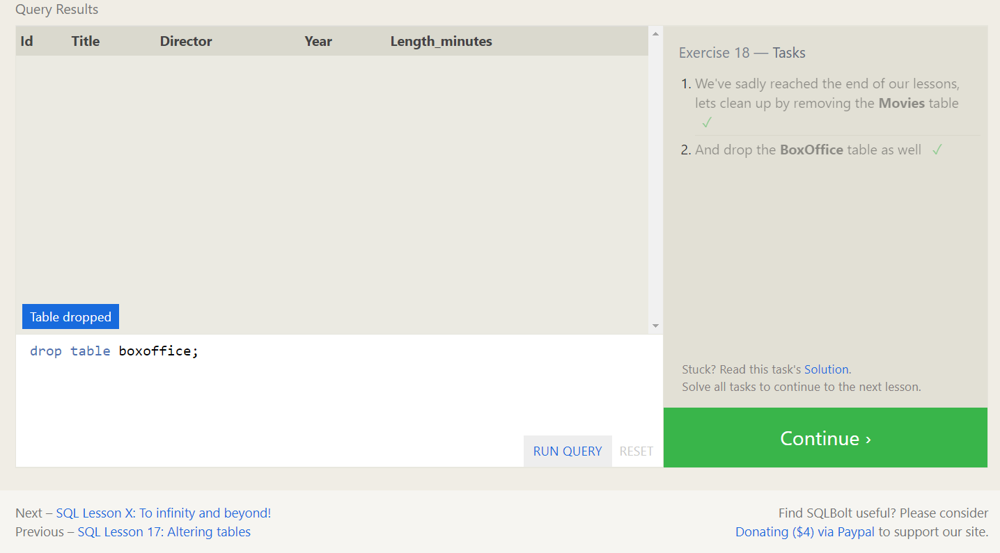 Query Results
Id Title Director Year Length_minutes
Table dropped
drop table boxoffice;
RUN QUERY RESET
Exercise 18 — Tasks
1. We've sadly reached the end of our lessons,
lets clean up by removing the Movies table
✓
2. And drop the BoxOffice table as well ✓
Stuck? Read this task's Solution.
Solve all tasks to continue to the next lesson.
Continue ›
Next – SQL Lesson X: To infinity and beyond!
Previous – SQL Lesson 17: Altering tables
Find SQLBolt useful? Please consider
Donating ($4) via Paypal to support our site.